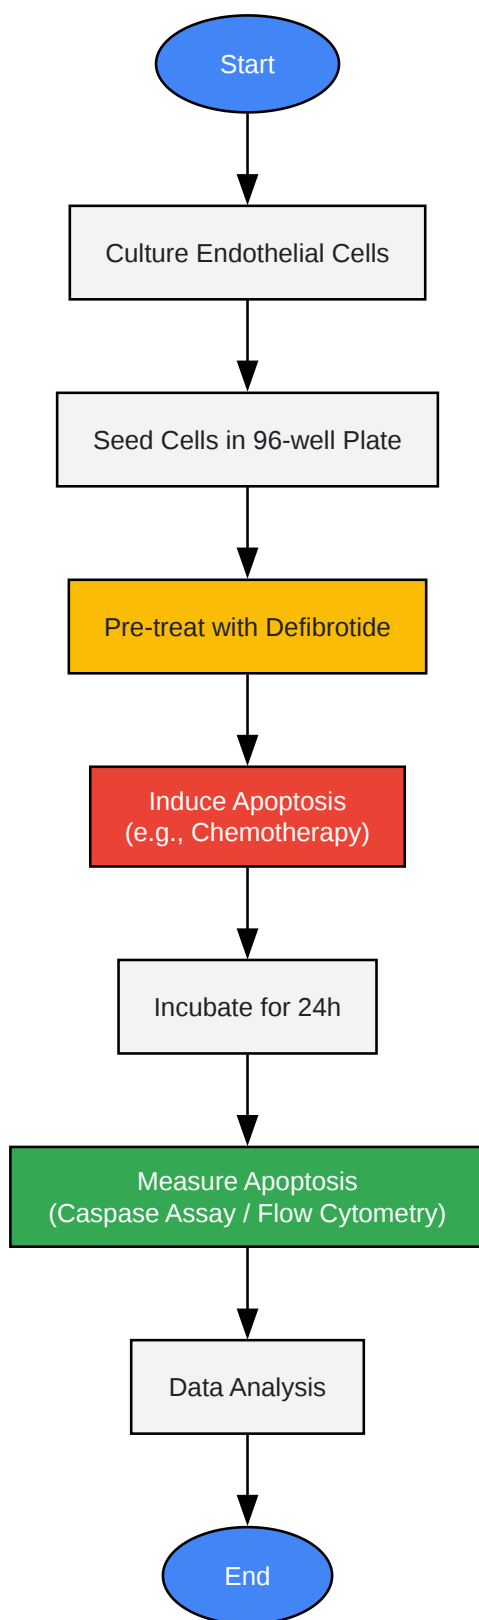 Start
Culture Endothelial Cells
Seed Cells in 96-well Plate
Pre-treat with Defibrotide
Induce Apoptosis
(e.g., Chemotherapy)
Incubate for 24h
Measure Apoptosis
(Caspase Assay / Flow Cytometry)
Data Analysis
End